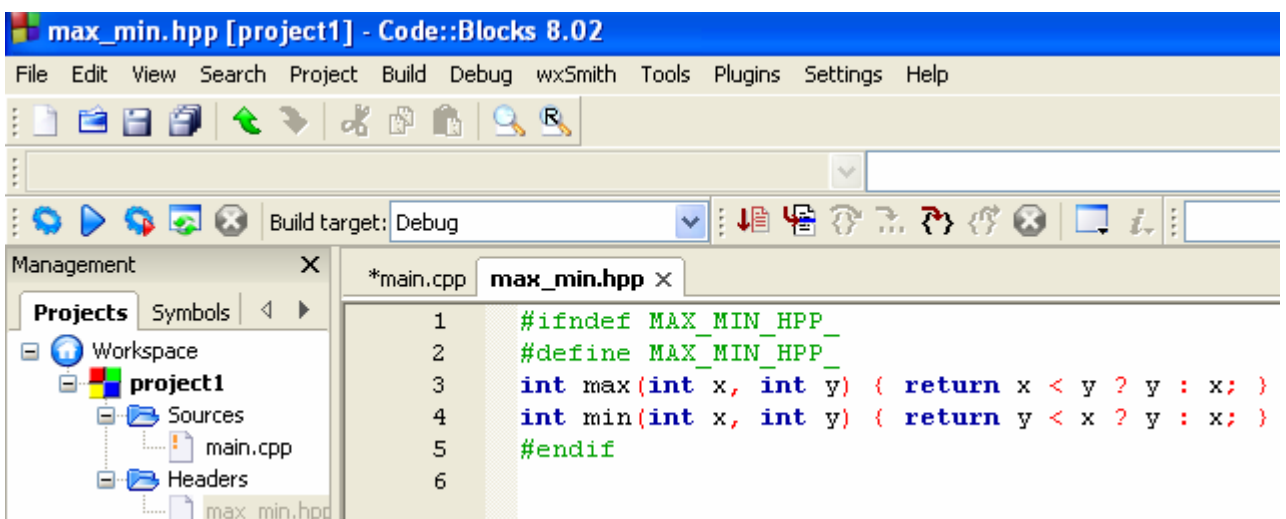 max_min.hpp [project1] - Code::Blocks 8.02
File Edit View Search Project Build Debug wxSmith Tools Plugins Settings Help
Build target: Debug
Management
*main.cpp max_min.hpp
Projects Symbols
Workspace
project1
Sources
main.cpp
Headers
max_min.hpp
1 #ifndef MAX_MIN_HPP_
2 #define MAX_MIN_HPP_
3 int max(int x, int y) { return x < y ? y : x; }
4 int min(int x, int y) { return y < x ? y : x; }
5 #endif
6